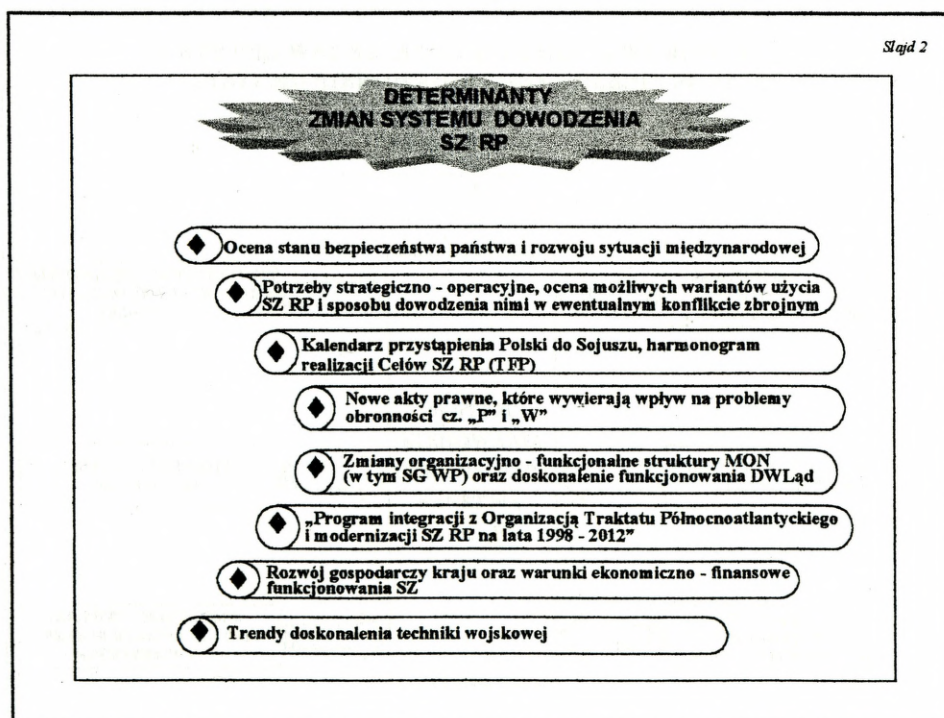 Slajd 2
DETERMINANTY
ZMIAN SYSTEMU DOWODZENIA
SZ RP
Ocena stanu bezpieczeństwa państwa i rozwoju sytuacji międzynarodowej
Potrzeby strategiczno - operacyjne, ocena możliwych wariantów użycia
SZ RP i sposobu dowodzenia nimi w ewentualnym konflikcie zbrojnym
Kalendarz przystąpienia Polski do Sojuszu, harmonogram
realizacji Celów SZ RP (TFP)
Nowe akty prawne, które wywierają wpływ na problemy
obronności cz. „P” i „W”
Zmiany organizacyjno - funkcjonalne struktury MON
(w tym SG WP) oraz doskonalenie funkcjonowania DWLąd
„Program integracji z Organizacją Traktatu Północnoatlantyckiego
i modernizacji SZ RP na lata 1998 - 2012”
Rozwój gospodarczy kraju oraz warunki ekonomiczno - finansowe
funkcjonowania SZ
Trendy doskonalenia techniki wojskowej